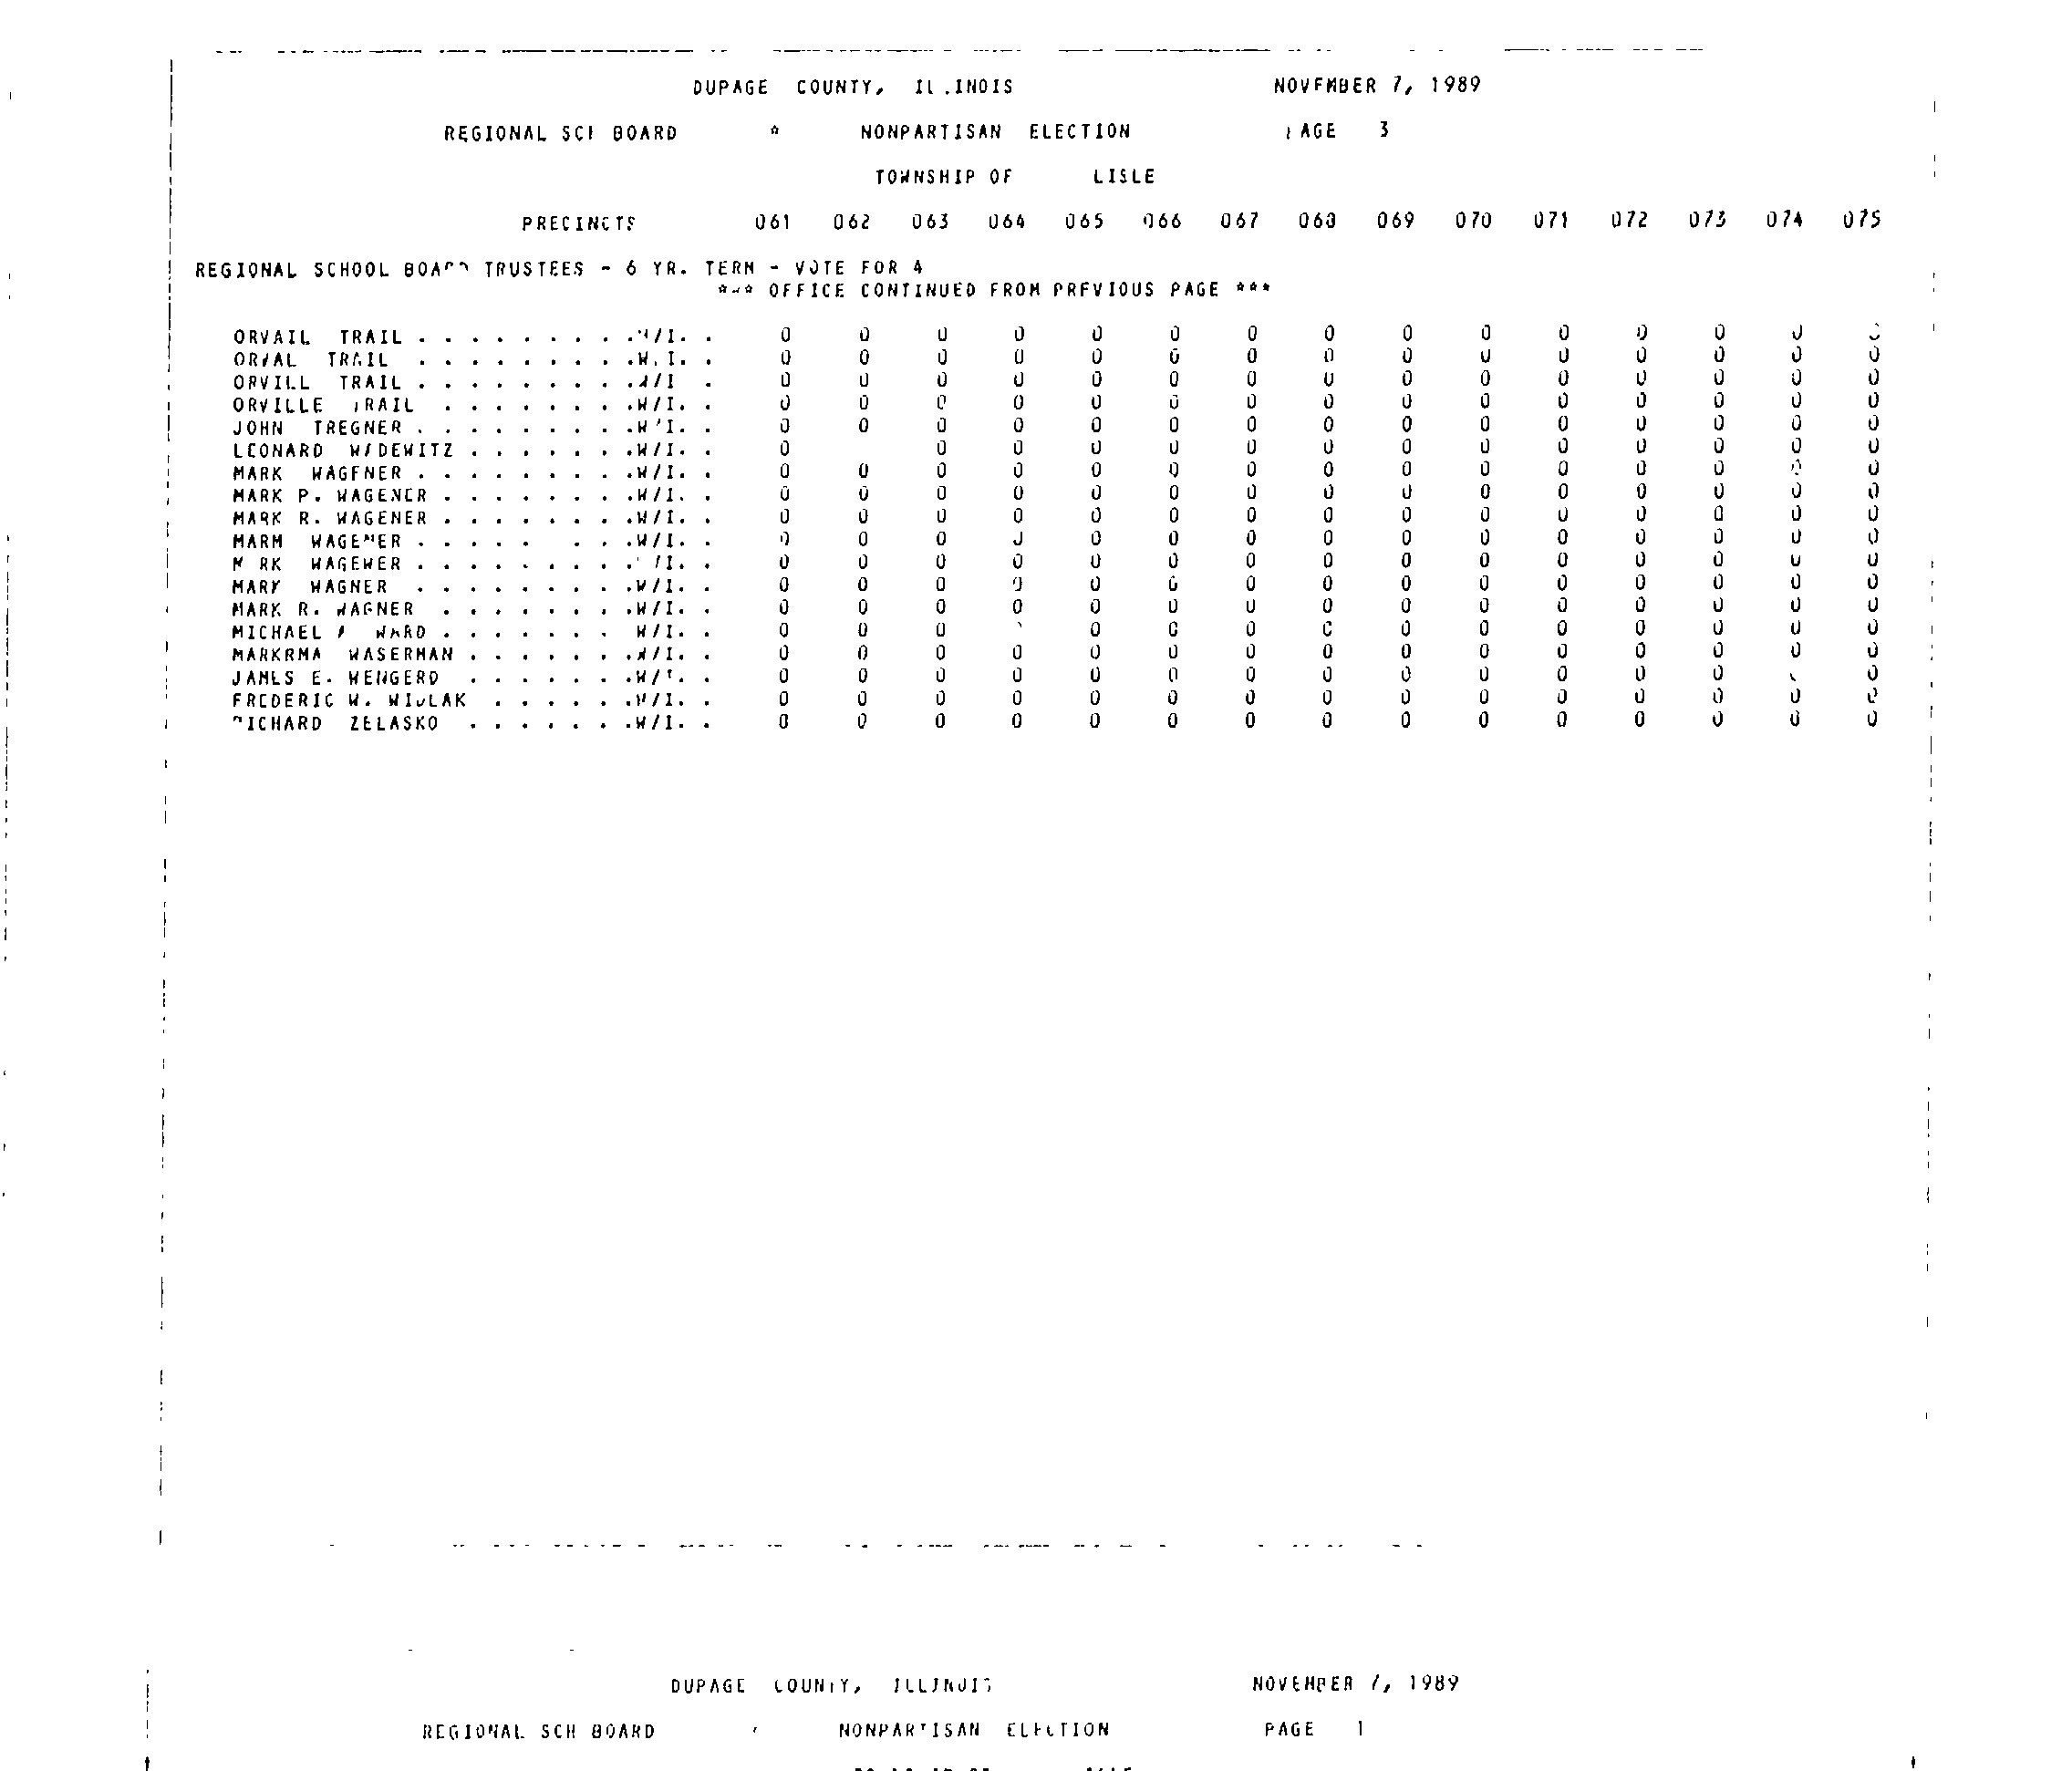 DUPAGE COUNTY, ILLINOIS NOVEMBER 7, 1989
REGIONAL SCH BOARD * NONPARTISAN ELECTION PAGE 3
TOWNSHIP OF LISLE
PRECINCTS 061 062 063 064 065 066 067 068 069 070 071 072 073 074 075
REGIONAL SCHOOL BOARD TRUSTEES - 6 YR. TERM - VOTE FOR 4
*** OFFICE CONTINUED FROM PREVIOUS PAGE ***
ORVAIL TRAIL . . . . . . . . .W/I. . 0 0 0 0 0 0 0 0 0 0 0 0 0 0 0
ORVAL TRAIL . . . . . . . . .W/I. . 0 0 0 0 0 0 0 0 0 0 0 0 0 0 0
ORVILL TRAIL . . . . . . . . .W/I . 0 0 0 0 0 0 0 0 0 0 0 0 0 0 0
ORVILLE TRAIL . . . . . . . .W/I. . 0 0 0 0 0 0 0 0 0 0 0 0 0 0 0
JOHN TREGNER . . . . . . . . .W/I. . 0 0 0 0 0 0 0 0 0 0 0 0 0 0 0
LEONARD . . . . . . .W/I. . 0 0 0 0 0 0 0 0 0 0 0 0 0 0
MARK WAGENER . . . . . . . . .W/I. . 0 0 0 0 0 0 0 0 0 0 0 0 0 0 0
MARK P. WAGENER . . . . . . . .W/I. . 0 0 0 0 0 0 0 0 0 0 0 0 0 0 0
MARK R. WAGENER . . . . . . . .W/I. . 0 0 0 0 0 0 0 0 0 0 0 0 0 0 0
MARM WAGEMER . . . . . . . .W/I. . 0 0 0 0 0 0 0 0 0 0 0 0 0 0 0
MARK WAGEWER . . . . . . . . . W/I. . 0 0 0 0 0 0 0 0 0 0 0 0 0 0 0
MARK WAGNER . . . . . . . . .W/I. . 0 0 0 0 0 0 0 0 0 0 0 0 0 0 0
MARK R. WAGNER . . . . . . . .W/I. . 0 0 0 0 0 0 0 0 0 0 0 0 0 0 0
MICHAEL WARD . . . . . . . W/I. . 0 0 0 0 0 0 0 0 0 0 0 0 0 0
MARKRMA WASERMAN . . . . . . .W/I. . 0 0 0 0 0 0 0 0 0 0 0 0 0 0 0
JAMES E. WENGERD . . . . . . .W/I. . 0 0 0 0 0 0 0 0 0 0 0 0 0 0
FREDERIC W. . . . . . .W/I. . 0 0 0 0 0 0 0 0 0 0 0 0 0 0 0
RICHARD ZELASKO . . . . . . .W/I. . 0 0 0 0 0 0 0 0 0 0 0 0 0 0 0
DUPAGE COUNTY, ILLINOIS NOVEMBER 7, 1989
REGIONAL SCH BOARD NONPARTISAN ELECTION PAGE 1